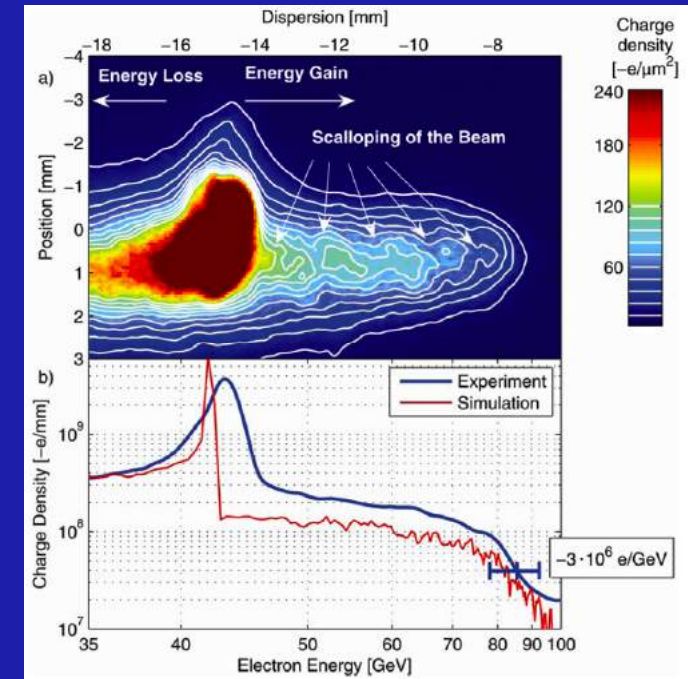 Dispersion [mm]
-18 -16 -14 -12 -10 -8
Charge
density
[-e/μm²]
a)
Energy Loss
Energy Gain
Scalloping of the Beam
Position [mm]
-4
-3
-2
-1
0
1
2
3
240
180
120
60
b)
Experiment
Simulation
Charge Density [-e/mm]
10⁹
10⁸
10⁷
-3·10⁶ e/GeV
35 40 50 60 70 80 90 100
Electron Energy [GeV]